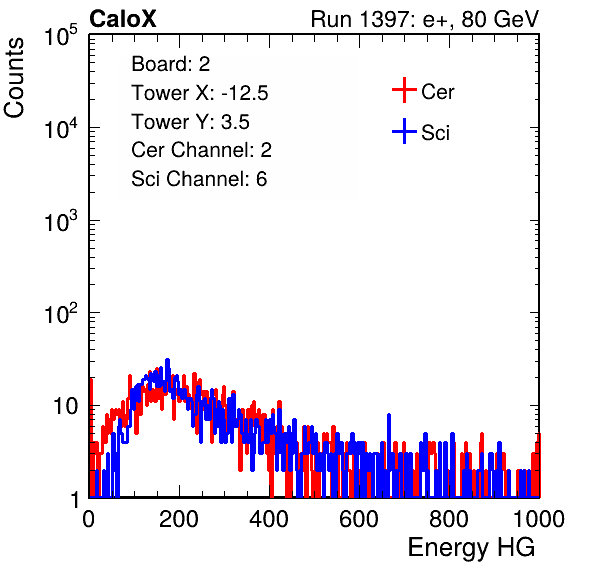 CaloX Run 1397: e+, 80 GeV
Counts
10^5
10^4
10^3
10^2
10
1
Board: 2
Tower X: -12.5
Tower Y: 3.5
Cer Channel: 2
Sci Channel: 6
Cer
Sci
0 200 400 600 800 1000
Energy HG